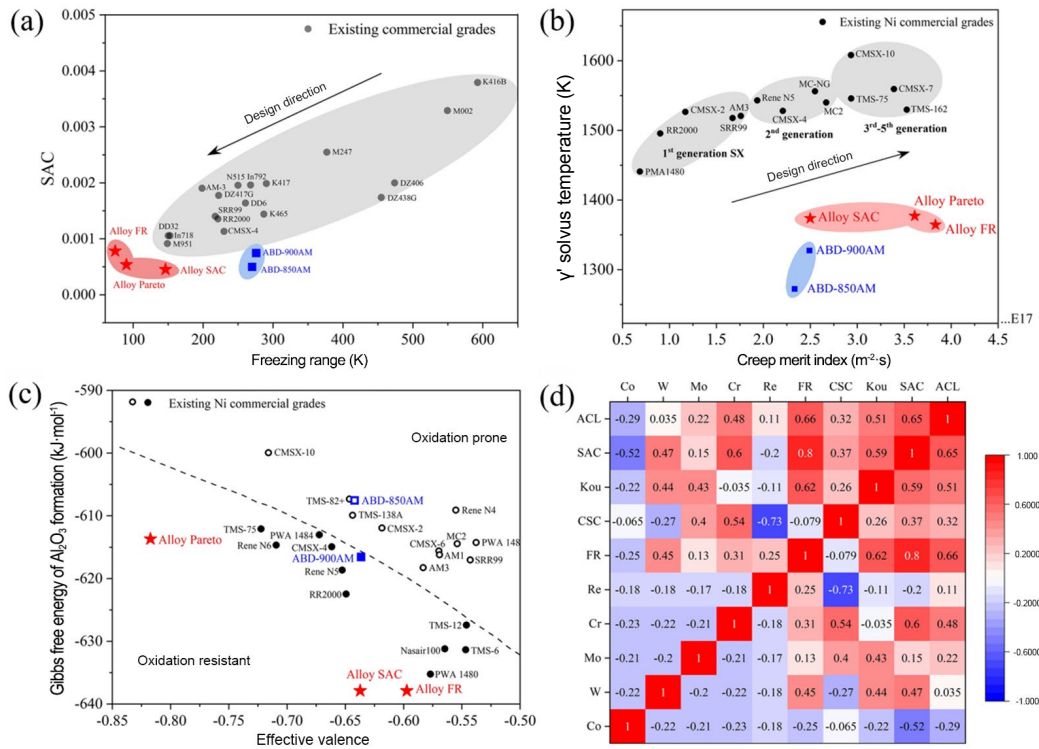 (a)
Existing commercial grades
Design direction
K416B
M002
M247
N515 In792
K417
AM-3
DZ417G
DD6
DZ406
DZ438G
SRR99
RR2000
K465
CMSX-4
DD32
In718
M951
Alloy FR
Alloy Pareto
Alloy SAC
ABD-900AM
ABD-850AM
SAC
0.005
0.004
0.003
0.002
0.001
0.000
100 200 300 400 500 600
Freezing range (K)
(b)
Existing Ni commercial grades
CMSX-10
MC-NG
CMSX-7
Rene N5
TMS-75
CMSX-2
AM3
MC2
TMS-162
CMSX-4
SRR99
RR2000
1st generation SX
2nd generation
3rd-5th generation
PMA1480
Design direction
Alloy Pareto
Alloy SAC
Alloy FR
ABD-900AM
ABD-850AM
γ' solvus temperature (K)
1600
1500
1400
1300
...E17
0.5 1.0 1.5 2.0 2.5 3.0 3.5 4.0 4.5
Creep merit index (m-2·s)
(c)
Existing Ni commercial grades
Oxidation prone
CMSX-10
TMS-82+
ABD-850AM
TMS-138A
Rene N4
TMS-75
PWA 1484
CMSX-2
Alloy Pareto
Rene N6
CMSX-4
CMSX-6
MC2
PWA 148
ABD-900AM
AM1
SRR99
Rene N5
AM3
RR2000
TMS-12
Nasair100
TMS-6
Oxidation resistant
PWA 1480
Alloy SAC
Alloy FR
Gibbs free energy of Al2O3 formation (kJ·mol-1)
-590
-600
-610
-620
-630
-640
-0.85 -0.80 -0.75 -0.70 -0.65 -0.60 -0.55 -0.50
Effective valence
(d)
Co W Mo Cr Re FR CSC Kou SAC ACL
ACL -0.29 0.035 0.22 0.48 0.11 0.66 0.32 0.51 0.65 1
SAC -0.52 0.47 0.15 0.6 -0.2 0.8 0.37 0.59 1 0.65
Kou -0.22 0.44 0.43 -0.035 -0.11 0.62 0.26 1 0.59 0.51
CSC -0.065 -0.27 0.4 0.54 -0.73 -0.079 1 0.26 0.37 0.32
FR -0.25 0.45 0.13 0.31 0.25 1 -0.079 0.62 0.8 0.66
Re -0.18 -0.18 -0.17 -0.18 1 0.25 -0.73 -0.11 -0.2 0.11
Cr -0.23 -0.22 -0.21 1 -0.18 0.31 0.54 -0.035 0.6 0.48
Mo -0.21 -0.2 1 -0.21 -0.17 0.13 0.4 0.43 0.15 0.22
W -0.22 1 -0.2 -0.22 -0.18 0.45 -0.27 0.44 0.47 0.035
Co 1 -0.22 -0.21 -0.23 -0.18 -0.25 -0.065 -0.22 -0.52 -0.29
1.000
0.8000
0.6000
0.4000
0.2000
0.000
-0.2000
-0.4000
-0.6000
-0.8000
-1.000